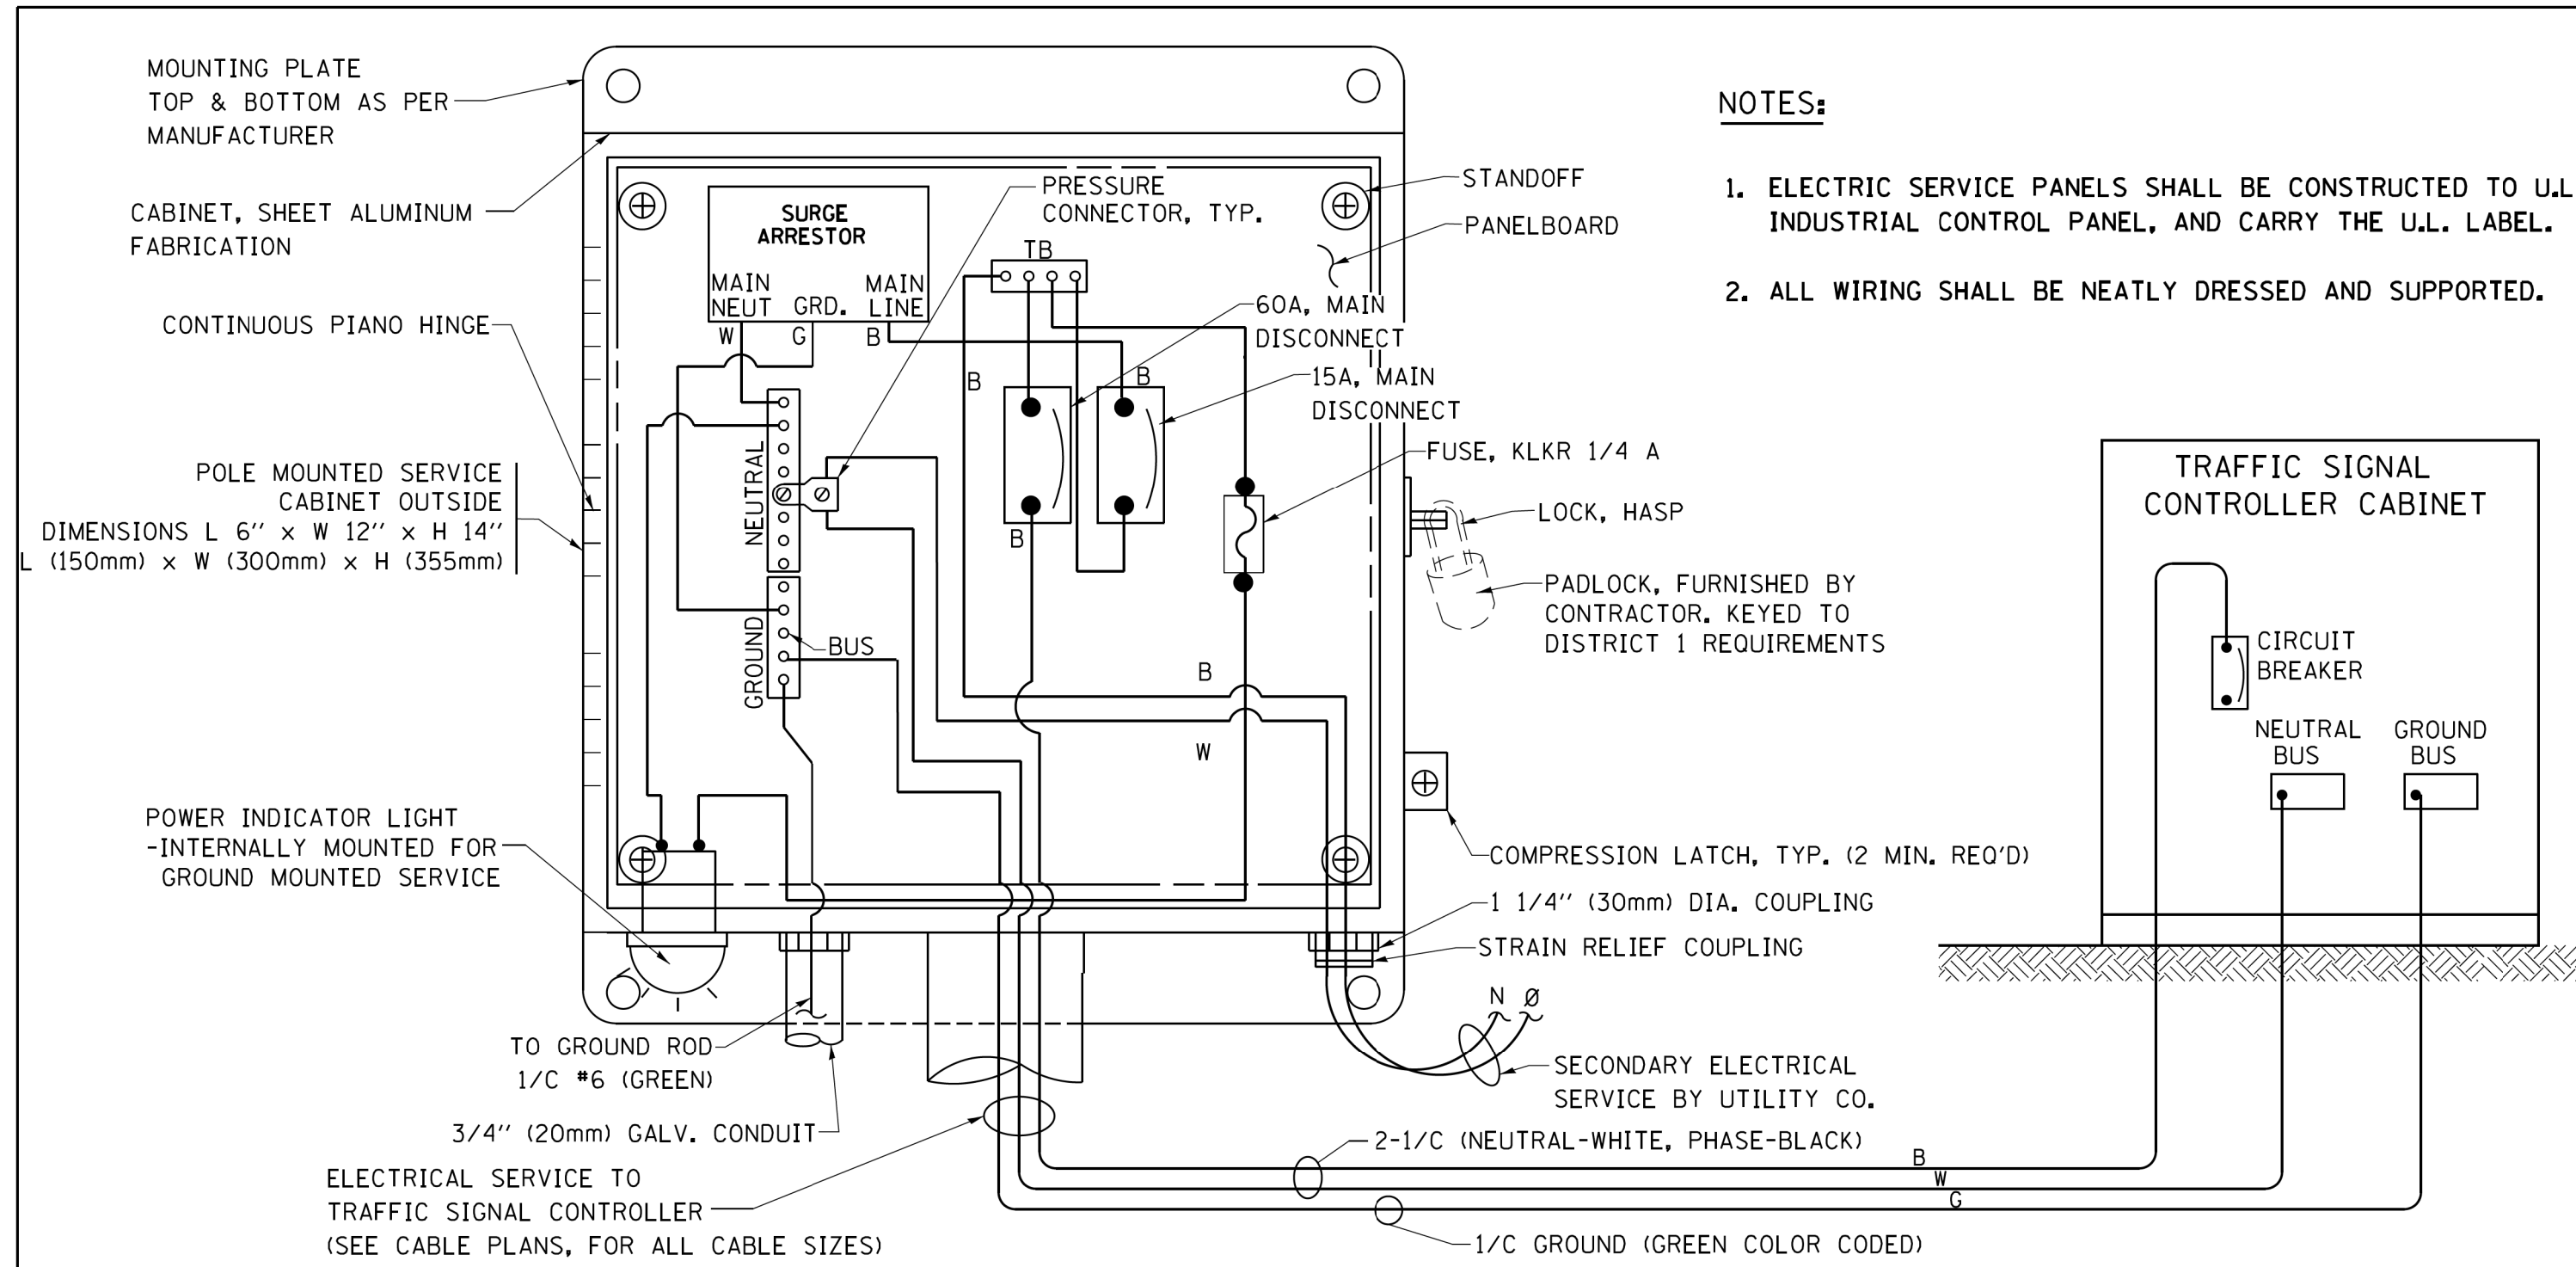 MOUNTING PLATE
TOP & BOTTOM AS PER
MANUFACTURER
CABINET, SHEET ALUMINUM
FABRICATION
CONTINUOUS PIANO HINGE
POLE MOUNTED SERVICE
CABINET OUTSIDE
DIMENSIONS L 6'' x W 12'' x H 14''
L (150mm) x W (300mm) x H (355mm)
POWER INDICATOR LIGHT
-INTERNALLY MOUNTED FOR
GROUND MOUNTED SERVICE
SURGE
ARRESTOR
MAIN
NEUT
GRD.
MAIN
LINE
W
G
B
PRESSURE
CONNECTOR, TYP.
TB
B
B
B
NEUTRAL
GROUND
BUS
B
W
STANDOFF
PANELBOARD
60A, MAIN
DISCONNECT
15A, MAIN
DISCONNECT
FUSE, KLKR 1/4 A
LOCK, HASP
PADLOCK, FURNISHED BY
CONTRACTOR. KEYED TO
DISTRICT 1 REQUIREMENTS
COMPRESSION LATCH, TYP. (2 MIN. REQ'D)
1 1/4'' (30mm) DIA. COUPLING
STRAIN RELIEF COUPLING
N Ø
SECONDARY ELECTRICAL
SERVICE BY UTILITY CO.
TO GROUND ROD
1/C #6 (GREEN)
3/4'' (20mm) GALV. CONDUIT
ELECTRICAL SERVICE TO
TRAFFIC SIGNAL CONTROLLER
(SEE CABLE PLANS, FOR ALL CABLE SIZES)
2-1/C (NEUTRAL-WHITE, PHASE-BLACK)
B
W
G
1/C GROUND (GREEN COLOR CODED)
NOTES:
1. ELECTRIC SERVICE PANELS SHALL BE CONSTRUCTED TO U.L
INDUSTRIAL CONTROL PANEL, AND CARRY THE U.L. LABEL.
2. ALL WIRING SHALL BE NEATLY DRESSED AND SUPPORTED.
TRAFFIC SIGNAL
CONTROLLER CABINET
CIRCUIT
BREAKER
NEUTRAL
BUS
GROUND
BUS